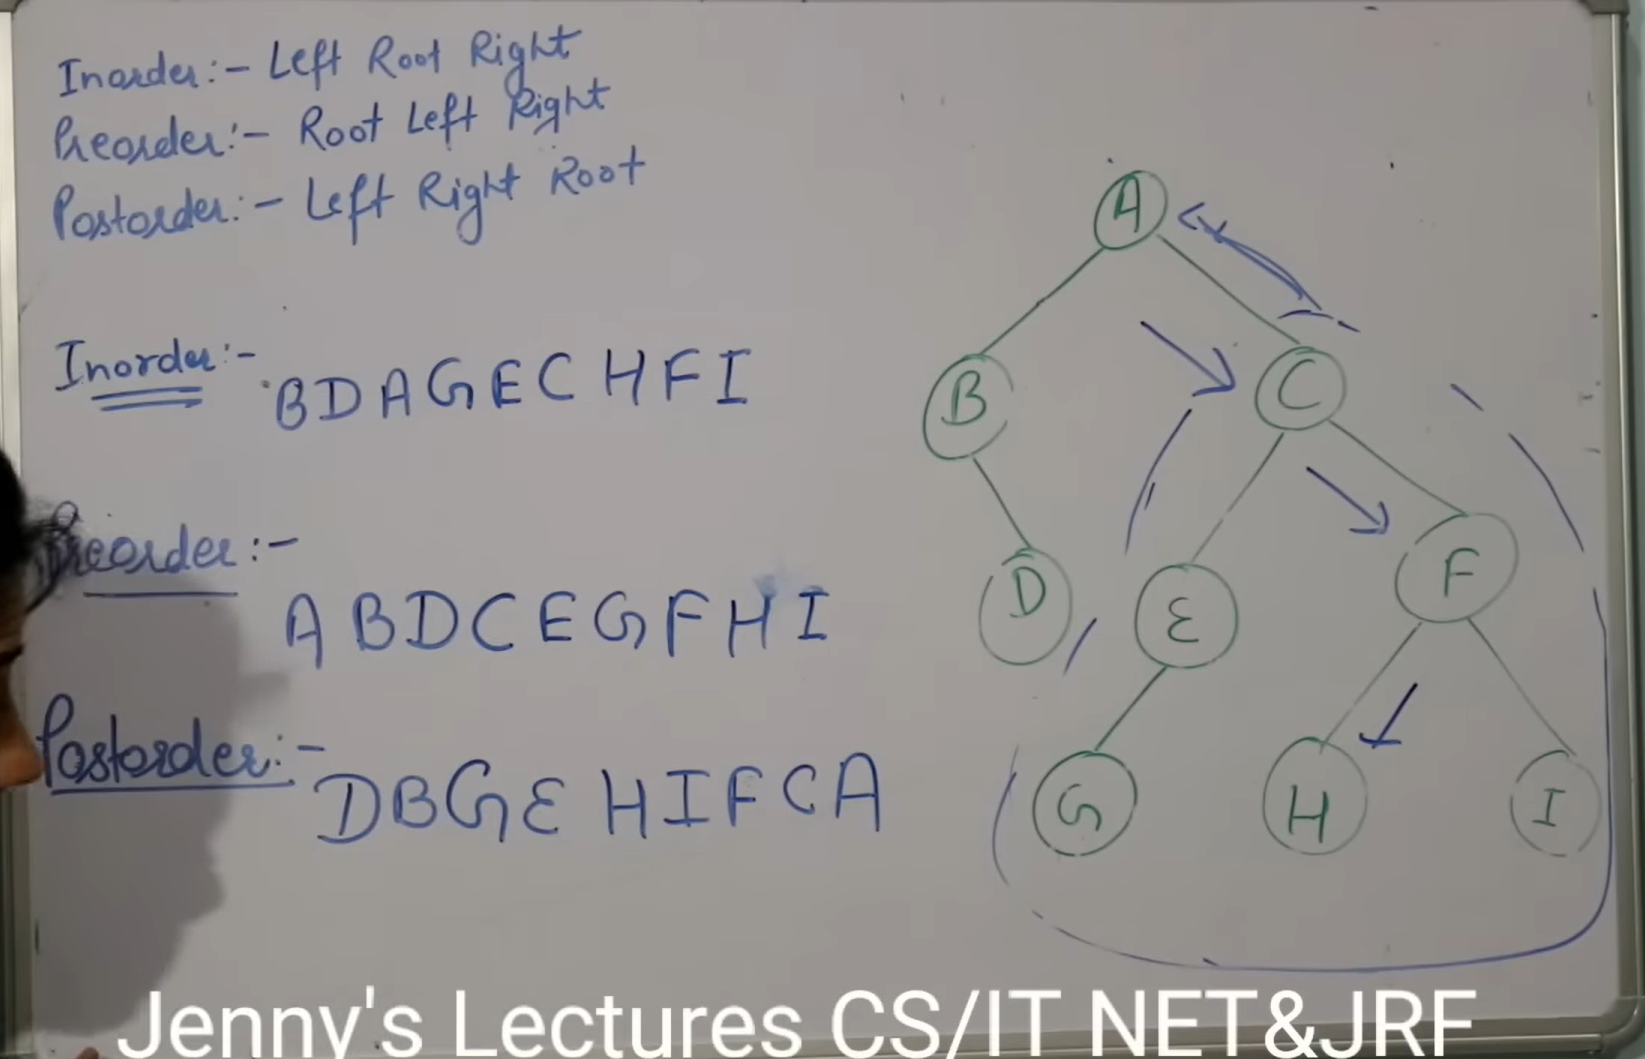 Inorder:- Left Root Right
Preorder:- Root Left Right
Postorder:- Left Right Root
Inorder:- BDAGECHFI
Preorder:-
ABDCEGFHI
Postorder:- DBGEHIFCA
A
B
C
D
E
F
G
H
I
Jenny's Lectures CS/IT NET&JRF